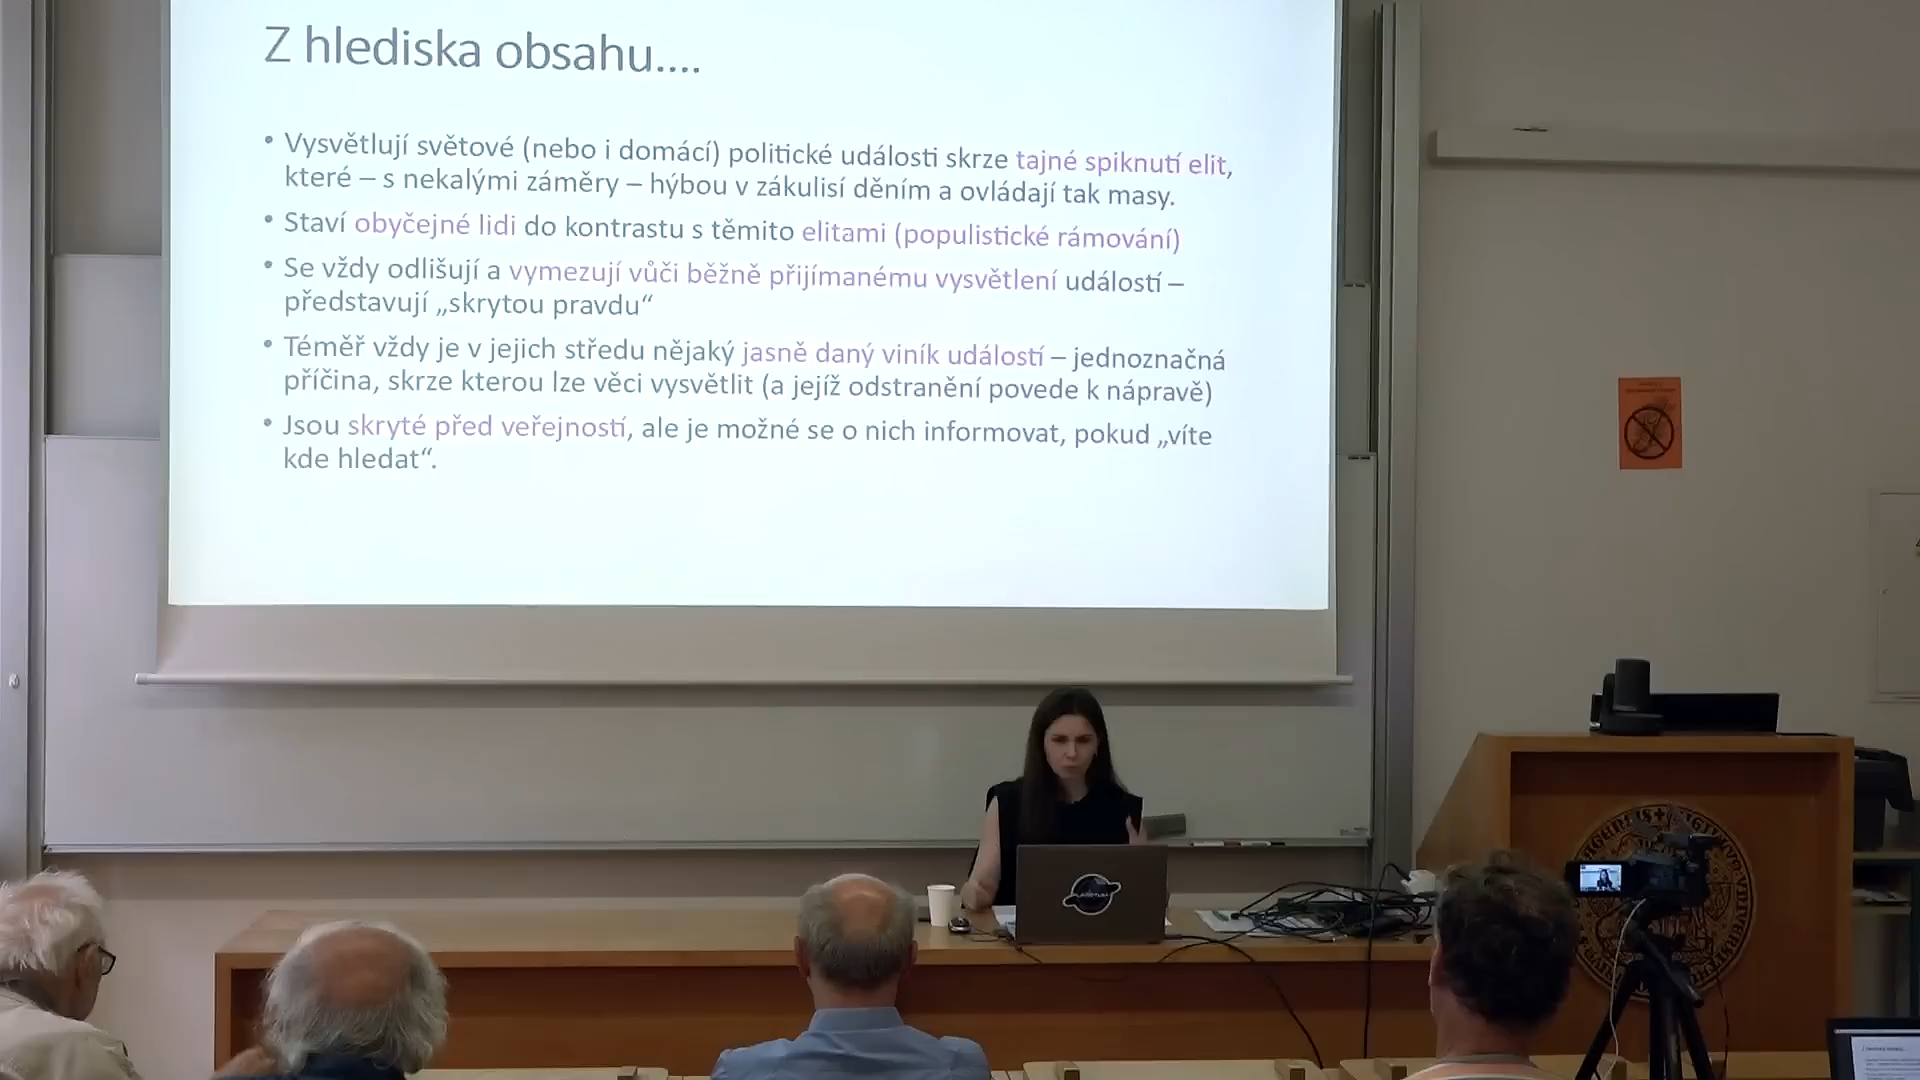 Z hlediska obsahu....
• Vysvětlují světové (nebo i domácí) politické události skrze tajné spiknutí elit,
které – s nekalými záměry – hýbou v zákulisí děním a ovládají tak masy.
• Staví obyčejné lidi do kontrastu s těmito elitami (populistické rámování)
• Se vždy odlišují a vymezují vůči běžně přijímanému vysvětlení událostí –
představují „skrytou pravdu“
• Téměř vždy je v jejich středu nějaký jasně daný viník událostí – jednoznačná
příčina, skrze kterou lze věci vysvětlit (a jejíž odstranění povede k nápravě)
• Jsou skryté před veřejností, ale je možné se o nich informovat, pokud „víte
kde hledat“.